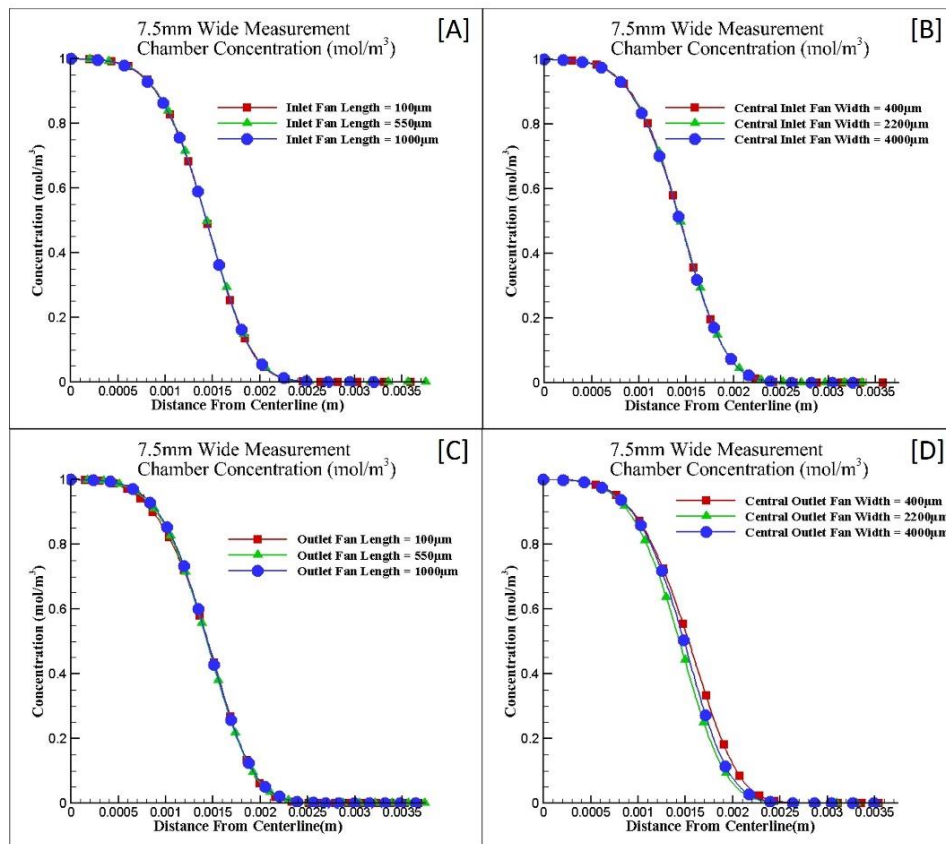 [A]
7.5mm Wide Measurement
Chamber Concentration (mol/m³)
Inlet Fan Length = 100µm
Inlet Fan Length = 550µm
Inlet Fan Length = 1000µm
Concentration (mol/m³)
1
0.8
0.6
0.4
0.2
0
0 0.0005 0.001 0.0015 0.002 0.0025 0.003 0.0035
Distance From Centerline (m)
[B]
7.5mm Wide Measurement
Chamber Concentration (mol/m³)
Central Inlet Fan Width = 400µm
Central Inlet Fan Width = 2200µm
Central Inlet Fan Width = 4000µm
Concentration (mol/m³)
1
0.8
0.6
0.4
0.2
0
0 0.0005 0.001 0.0015 0.002 0.0025 0.003 0.0035
Distance From Centerline (m)
[C]
7.5mm Wide Measurement
Chamber Concentration (mol/m³)
Outlet Fan Length = 100µm
Outlet Fan Length = 550µm
Outlet Fan Length = 1000µm
Concentration (mol/m³)
1
0.8
0.6
0.4
0.2
0
0 0.0005 0.001 0.0015 0.002 0.0025 0.003 0.0035
Distance From Centerline(m)
[D]
7.5mm Wide Measurement
Chamber Concentration (mol/m³)
Central Outlet Fan Width = 400µm
Central Outlet Fan Width = 2200µm
Central Outlet Fan Width = 4000µm
Concentration (mol/m³)
1
0.8
0.6
0.4
0.2
0
0 0.0005 0.001 0.0015 0.002 0.0025 0.003 0.0035
Distance From Centerline(m)